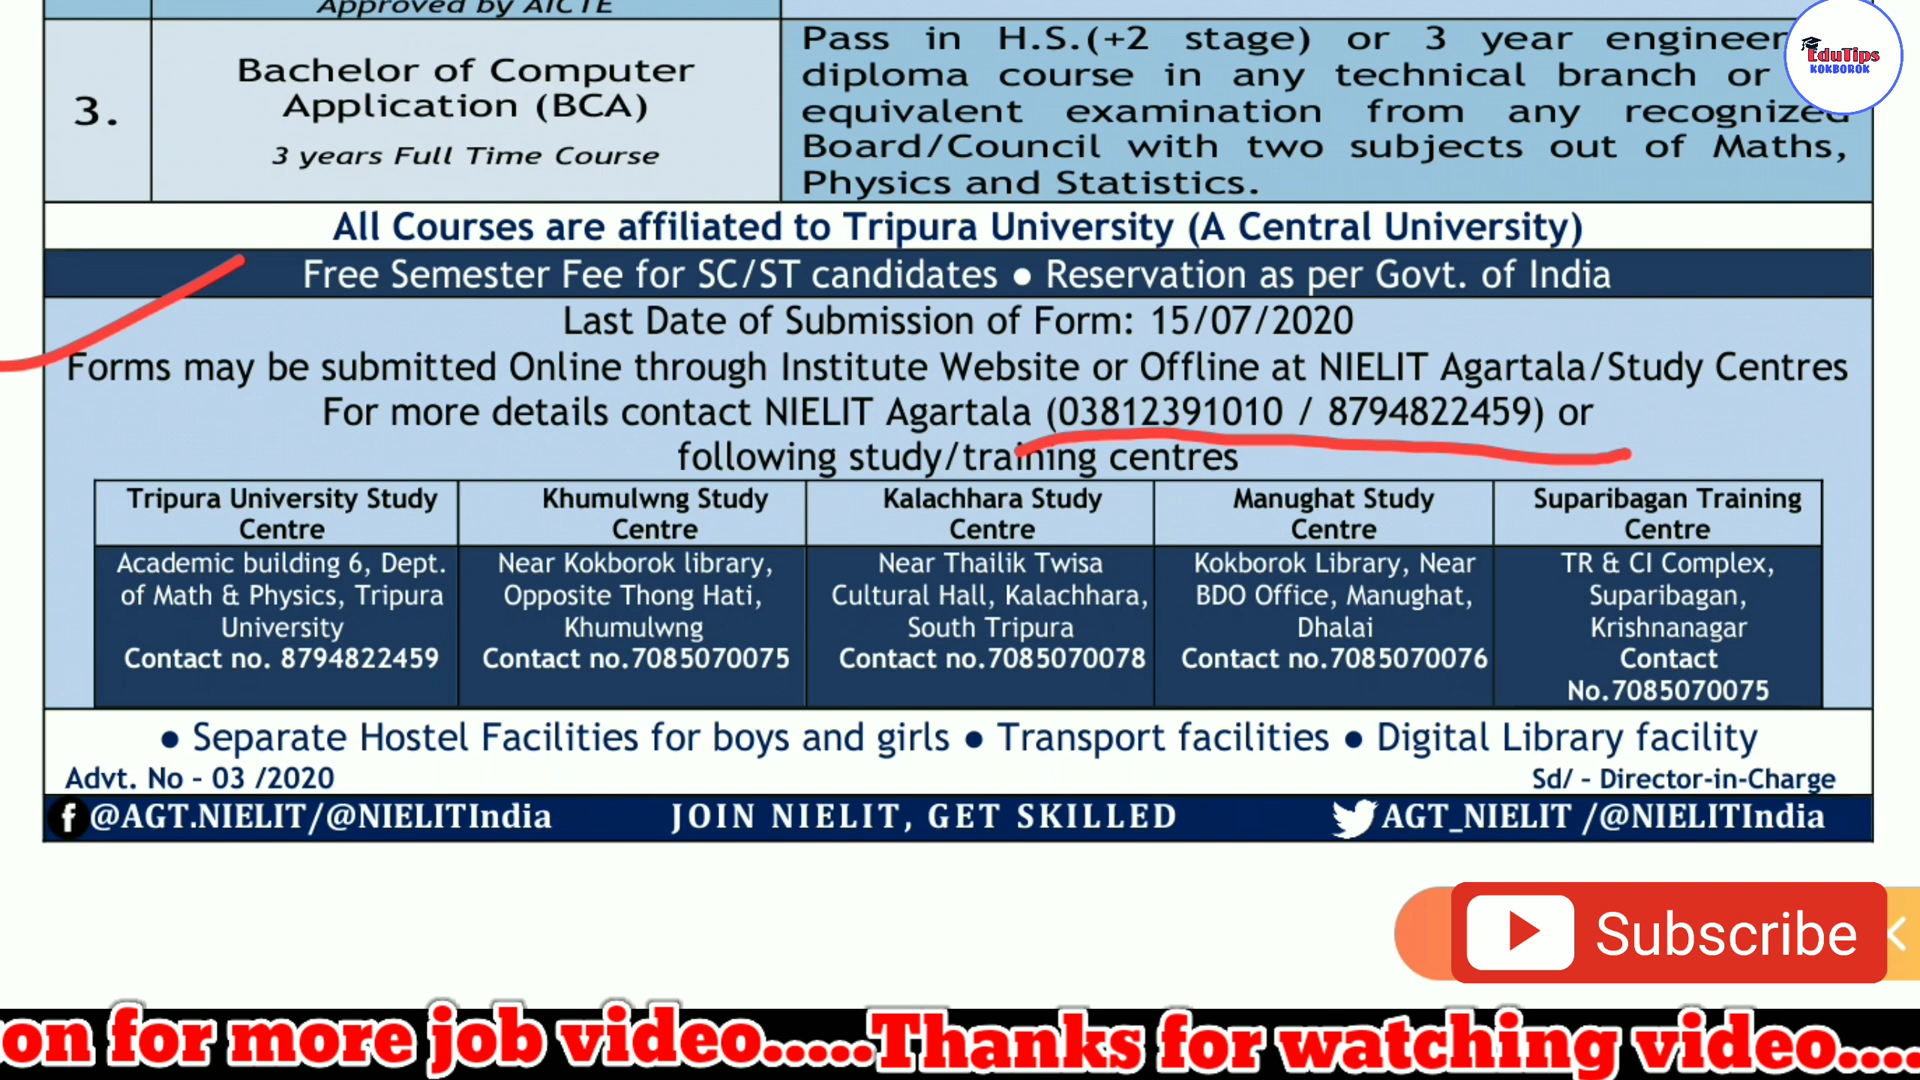 Approved by AICTE
3.
Bachelor of Computer
Application (BCA)
3 years Full Time Course
Pass in H.S.(+2 stage) or 3 year engineer
diploma course in any technical branch or
equivalent examination from any recognized
Board/Council with two subjects out of Maths,
Physics and Statistics.
EduTips
KOKBOROK
All Courses are affiliated to Tripura University (A Central University)
Free Semester Fee for SC/ST candidates ● Reservation as per Govt. of India
Last Date of Submission of Form: 15/07/2020
Forms may be submitted Online through Institute Website or Offline at NIELIT Agartala/Study Centres
For more details contact NIELIT Agartala (03812391010 / 8794822459) or
following study/training centres
Tripura University Study
Centre
Academic building 6, Dept.
of Math & Physics, Tripura
University
Contact no. 8794822459
Khumulwng Study
Centre
Near Kokborok library,
Opposite Thong Hati,
Khumulwng
Contact no.7085070075
Kalachhara Study
Centre
Near Thailik Twisa
Cultural Hall, Kalachhara,
South Tripura
Contact no.7085070078
Manughat Study
Centre
Kokborok Library, Near
BDO Office, Manughat,
Dhalai
Contact no.7085070076
Suparibagan Training
Centre
TR & CI Complex,
Suparibagan,
Krishnanagar
Contact
No.7085070075
● Separate Hostel Facilities for boys and girls ● Transport facilities ● Digital Library facility
Advt. No - 03 /2020
Sd/ - Director-in-Charge
@AGT.NIELIT/@NIELITIndia
JOIN NIELIT, GET SKILLED
AGT_NIELIT /@NIELITIndia
Subscribe
on for more job video.....Thanks for watching video....